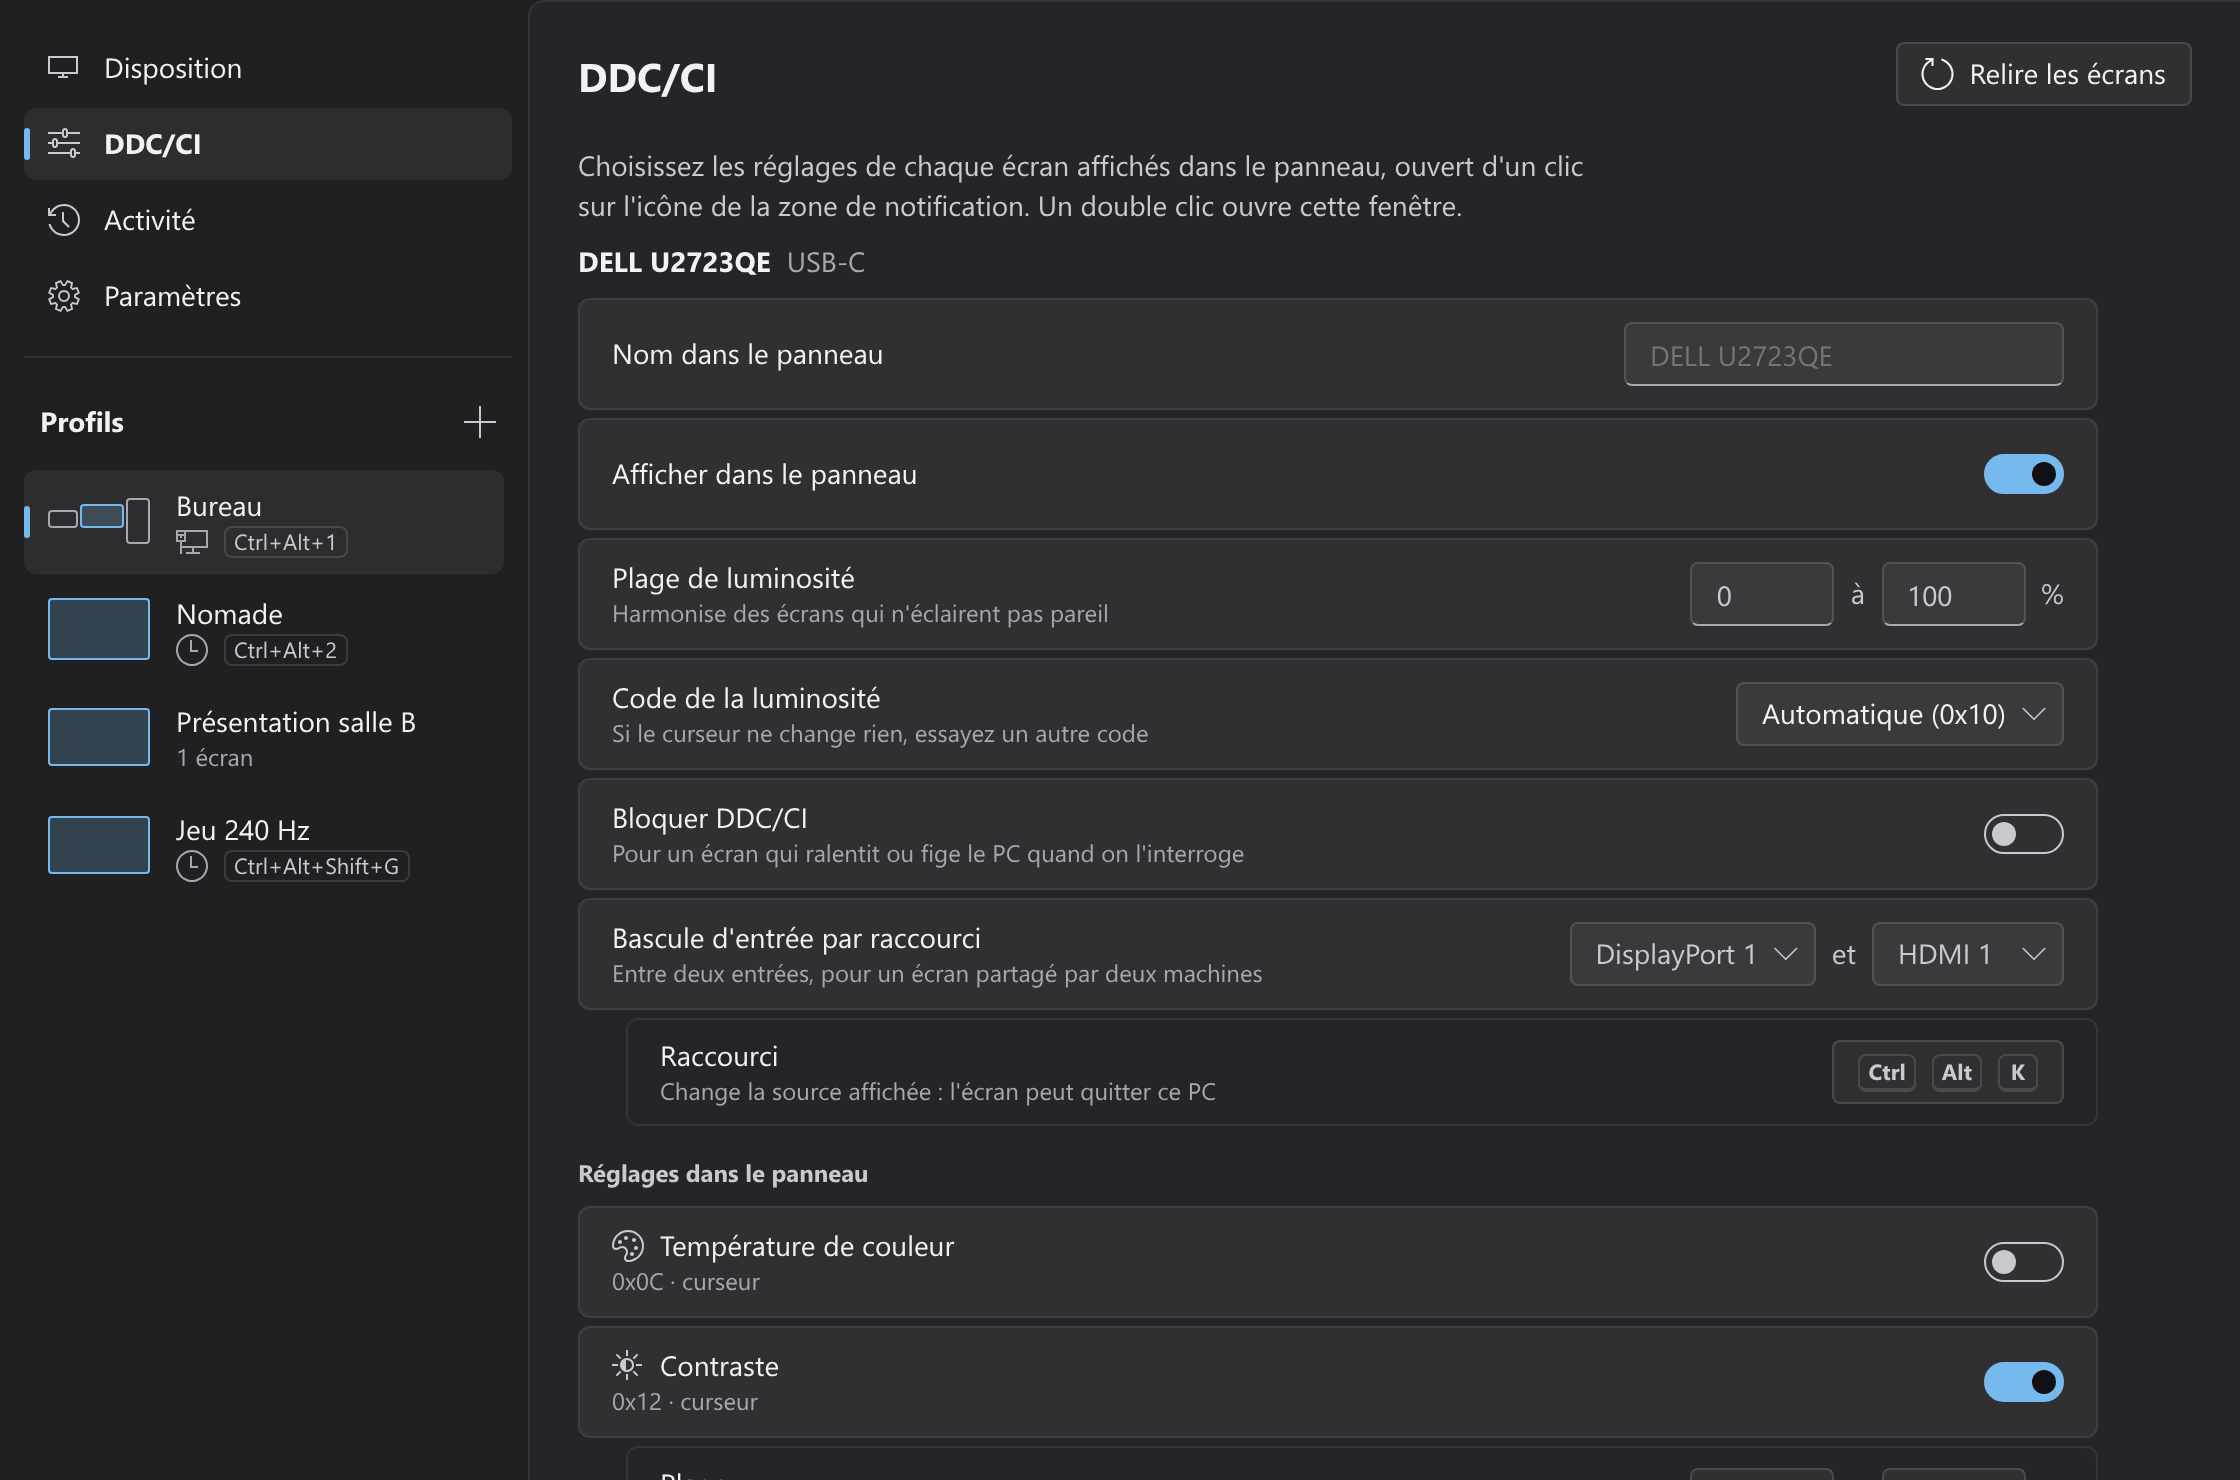 Disposition
DDC/CI
Activité
Paramètres
Profils
Bureau
Ctrl+Alt+1
Nomade
Ctrl+Alt+2
Présentation salle B
1 écran
Jeu 240 Hz
Ctrl+Alt+Shift+G
DDC/CI
Relire les écrans
Choisissez les réglages de chaque écran affichés dans le panneau, ouvert d'un clic
sur l'icône de la zone de notification. Un double clic ouvre cette fenêtre.
DELL U2723QE USB-C
Nom dans le panneau
DELL U2723QE
Afficher dans le panneau
Plage de luminosité
Harmonise des écrans qui n'éclairent pas pareil
0 à 100 %
Code de la luminosité
Si le curseur ne change rien, essayez un autre code
Automatique (0x10)
Bloquer DDC/CI
Pour un écran qui ralentit ou fige le PC quand on l'interroge
Bascule d'entrée par raccourci
Entre deux entrées, pour un écran partagé par deux machines
DisplayPort 1 et HDMI 1
Raccourci
Change la source affichée : l'écran peut quitter ce PC
Ctrl Alt K
Réglages dans le panneau
Température de couleur
0x0C · curseur
Contraste
0x12 · curseur